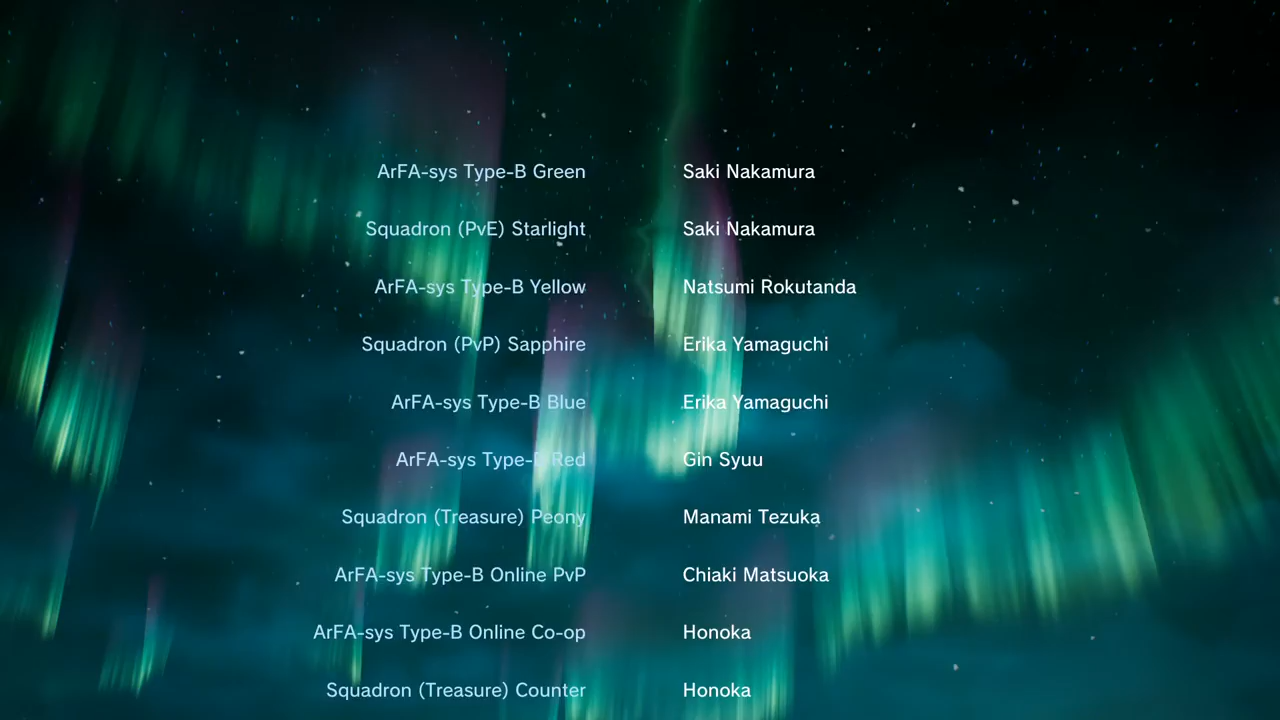 ArFA-sys Type-B Green Saki Nakamura
Squadron (PvE) Starlight Saki Nakamura
ArFA-sys Type-B Yellow Natsumi Rokutanda
Squadron (PvP) Sapphire Erika Yamaguchi
ArFA-sys Type-B Blue Erika Yamaguchi
ArFA-sys Type-B Red Gin Syuu
Squadron (Treasure) Peony Manami Tezuka
ArFA-sys Type-B Online PvP Chiaki Matsuoka
ArFA-sys Type-B Online Co-op Honoka
Squadron (Treasure) Counter Honoka